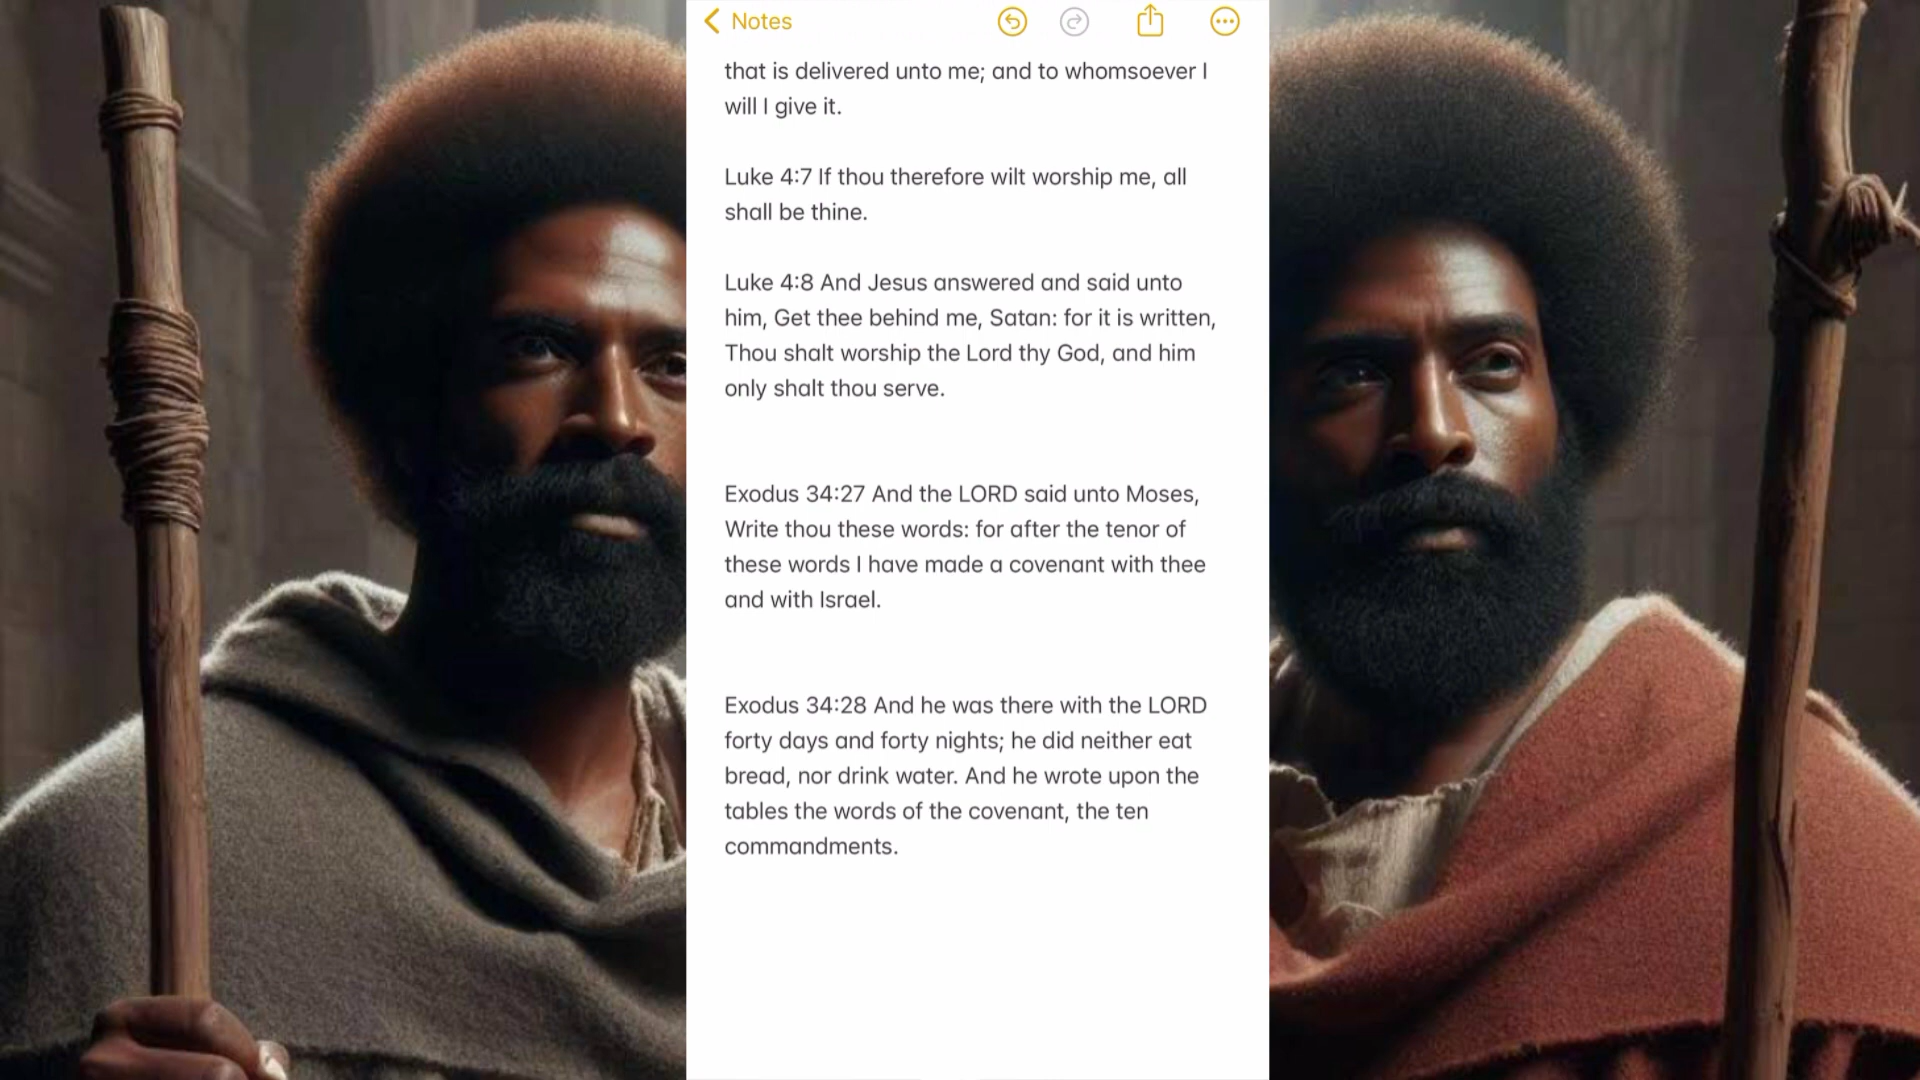 Notes
that is delivered unto me; and to whomsoever I
will I give it.
Luke 4:7 If thou therefore wilt worship me, all
shall be thine.
Luke 4:8 And Jesus answered and said unto
him, Get thee behind me, Satan: for it is written,
Thou shalt worship the Lord thy God, and him
only shalt thou serve.
Exodus 34:27 And the LORD said unto Moses,
Write thou these words: for after the tenor of
these words I have made a covenant with thee
and with Israel.
Exodus 34:28 And he was there with the LORD
forty days and forty nights; he did neither eat
bread, nor drink water. And he wrote upon the
tables the words of the covenant, the ten
commandments.